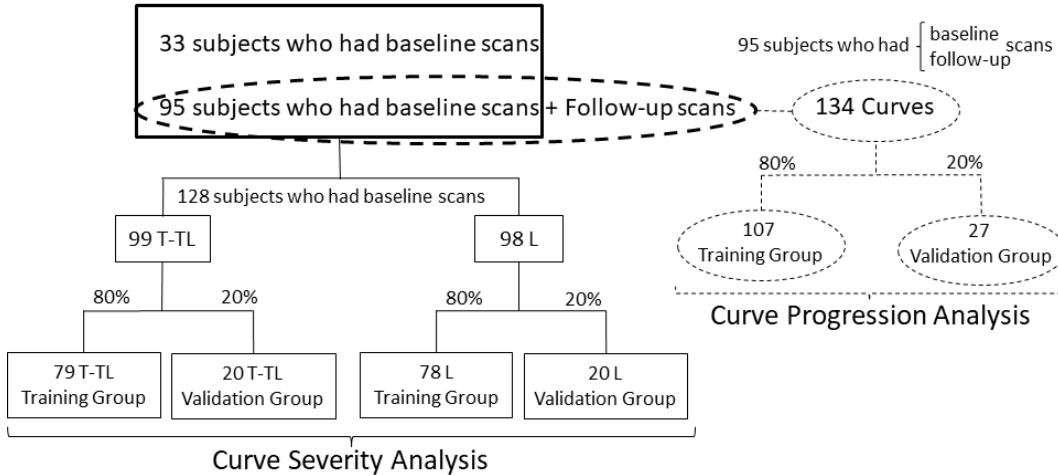 33 subjects who had baseline scans
95 subjects who had baseline scans + Follow-up scans
128 subjects who had baseline scans
99 T-TL
98 L
80%
20%
80%
20%
79 T-TL
Training Group
20 T-TL
Validation Group
78 L
Training Group
20 L
Validation Group
Curve Severity Analysis
95 subjects who had baseline scans
follow-up
134 Curves
80%
20%
107
Training Group
27
Validation Group
Curve Progression Analysis